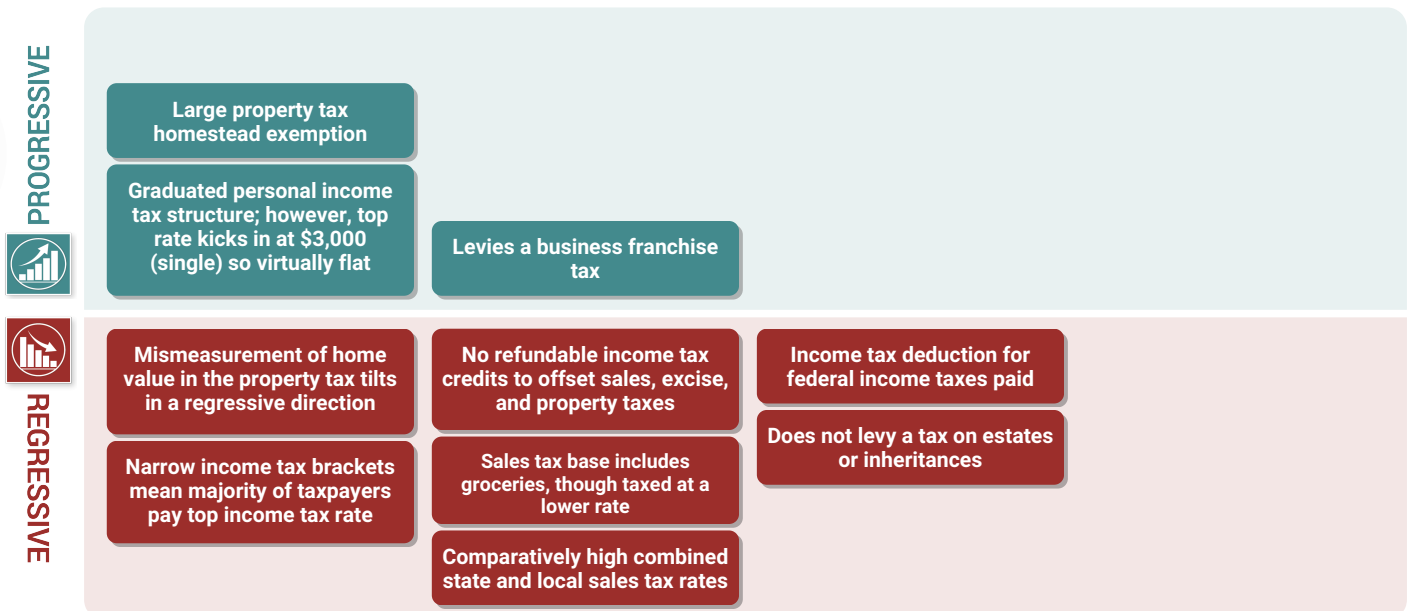 PROGRESSIVE
Large property tax
homestead exemption
Graduated personal income
tax structure; however, top
rate kicks in at $3,000
(single) so virtually flat
Levies a business franchise
tax
REGRESSIVE
Mismeasurement of home
value in the property tax tilts
in a regressive direction
Narrow income tax brackets
mean majority of taxpayers
pay top income tax rate
No refundable income tax
credits to offset sales, excise,
and property taxes
Sales tax base includes
groceries, though taxed at a
lower rate
Comparatively high combined
state and local sales tax rates
Income tax deduction for
federal income taxes paid
Does not levy a tax on estates
or inheritances